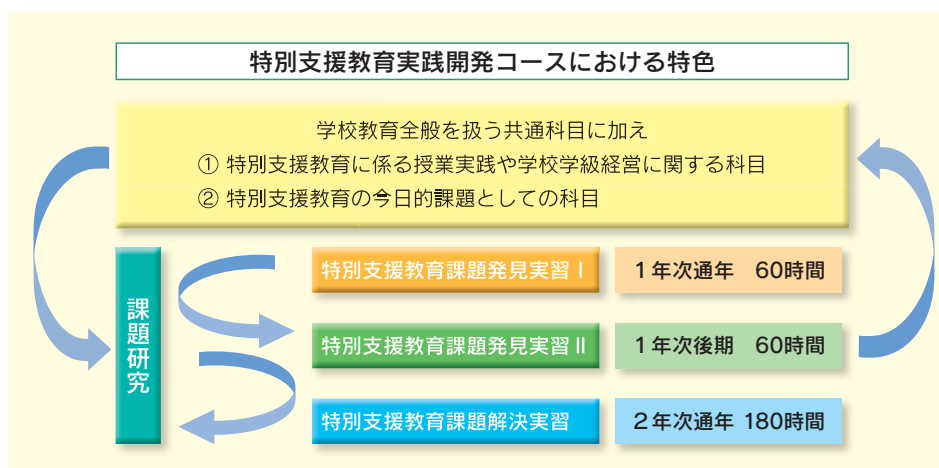 特別支援教育実践開発コースにおける特色
学校教育全般を扱う共通科目に加え
① 特別支援教育に係る授業実践や学校学級経営に関する科目
② 特別支援教育の今日的課題としての科目
課題研究
特別支援教育課題発見実習Ⅰ 1年次通年 60時間
特別支援教育課題発見実習Ⅱ 1年次後期 60時間
特別支援教育課題解決実習 2年次通年 180時間